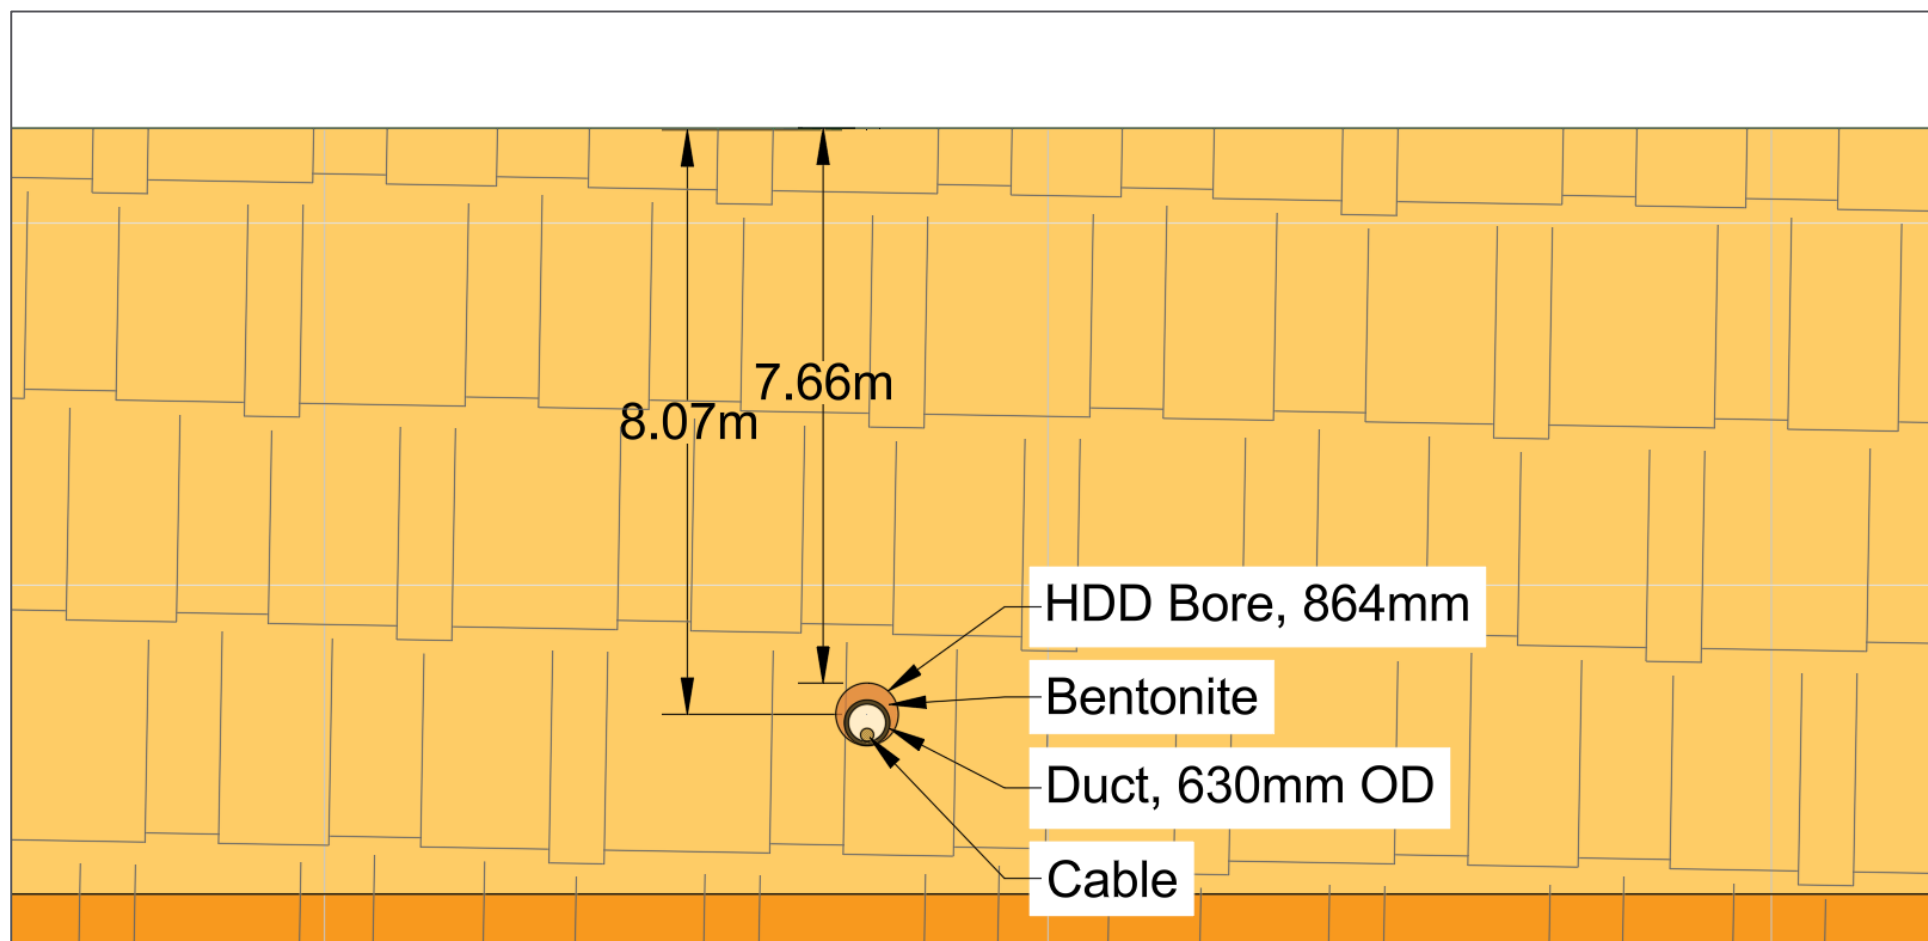 7.66m
8.07m
HDD Bore, 864mm
Bentonite
Duct, 630mm OD
Cable